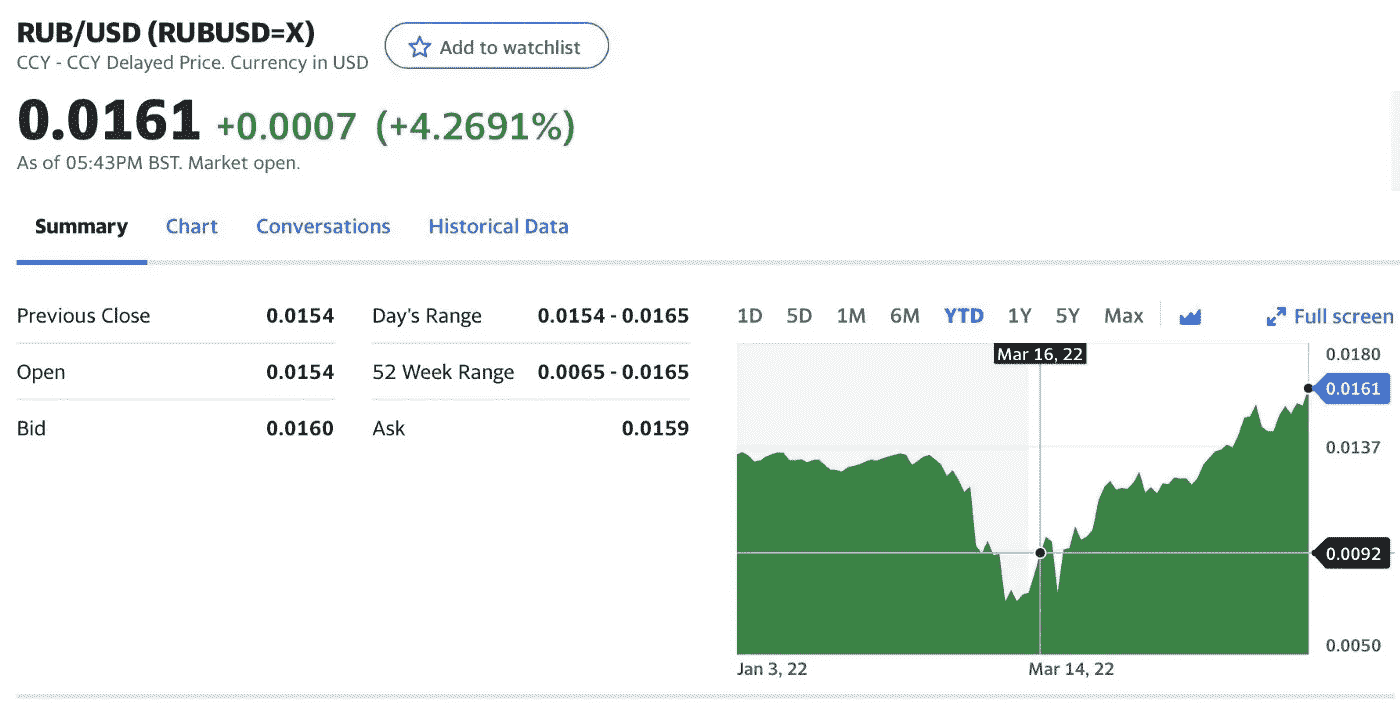 RUB/USD (RUBUSD=X)
Add to watchlist
CCY - CCY Delayed Price. Currency in USD
0.0161 +0.0007 (+4.2691%)
As of 05:43PM BST. Market open.
Summary Chart Conversations Historical Data
Previous Close 0.0154
Open 0.0154
Bid 0.0160
Day's Range 0.0154 - 0.0165
52 Week Range 0.0065 - 0.0165
Ask 0.0159
1D 5D 1M 6M YTD 1Y 5Y Max Full screen
Mar 16, 22
0.0180
0.0161
0.0137
0.0092
0.0050
Jan 3, 22 Mar 14, 22